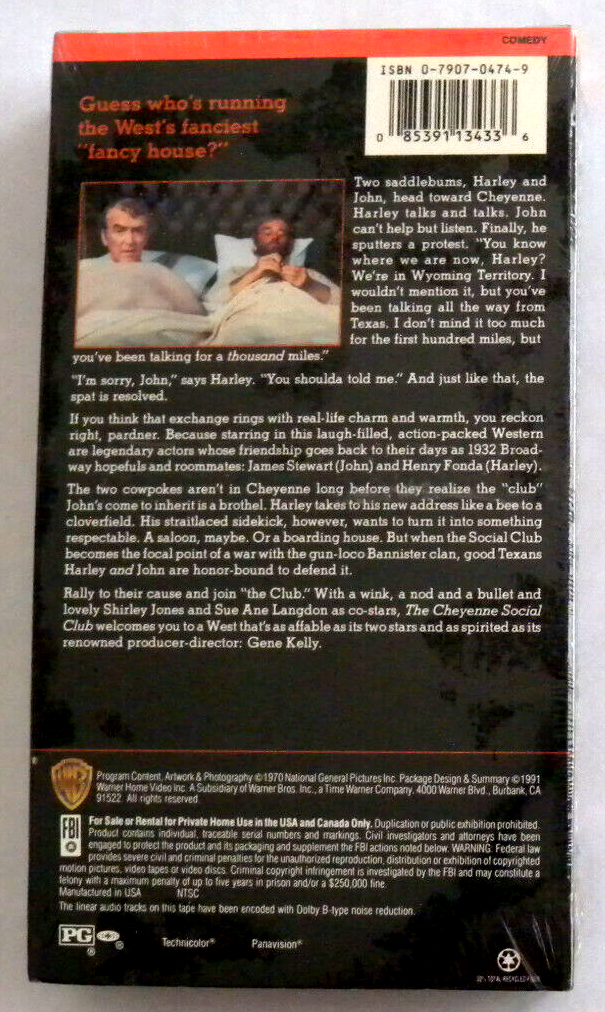 COMEDY
ISBN 0-7907-0474-9
0 85391 13433 6
Guess who's running
the West's fanciest
"fancy house?"
Two saddlebums, Harley and
John, head toward Cheyenne.
Harley talks and talks. John
can't help but listen. Finally, he
sputters a protest. "You know
where we are now, Harley?
We're in Wyoming Territory. I
wouldn't mention it, but you've
been talking all the way from
Texas. I don't mind it too much
for the first hundred miles, but
you've been talking for a thousand miles."
"I'm sorry, John," says Harley. "You shoulda told me." And just like that, the
spat is resolved.
If you think that exchange rings with real-life charm and warmth, you reckon
right, pardner. Because starring in this laugh-filled, action-packed Western
are legendary actors whose friendship goes back to their days as 1932 Broad-
way hopefuls and roommates: James Stewart (John) and Henry Fonda (Harley).
The two cowpokes aren't in Cheyenne long before they realize the "club"
John's come to inherit is a brothel. Harley takes to his new address like a bee to a
cloverfield. His straitlaced sidekick, however, wants to turn it into something
respectable. A saloon, maybe. Or a boarding house. But when the Social Club
becomes the focal point of a war with the gun-loco Bannister clan, good Texans
Harley and John are honor-bound to defend it.
Rally to their cause and join "the Club." With a wink, a nod and a bullet and
lovely Shirley Jones and Sue Ane Langdon as co-stars, The Cheyenne Social
Club welcomes you to a West that's as affable as its two stars and as spirited as its
renowned producer-director: Gene Kelly.
WB
Program Content, Artwork & Photography ©1970 National General Pictures Inc. Package Design & Summary ©1991
Warner Home Video Inc. A Subsidiary of Warner Bros. Inc., a Time Warner Company, 4000 Warner Blvd., Burbank, CA
91522. All rights reserved.
FBI
For Sale or Rental for Private Home Use in the USA and Canada Only. Duplication or public exhibition prohibited.
Product contains individual, traceable serial numbers and markings. Civil investigators and attorneys have been
engaged to protect the product and its packaging and supplement the FBI actions noted below. WARNING: Federal law
provides severe civil and criminal penalties for the unauthorized reproduction, distribution or exhibition of copyrighted
motion pictures, video tapes or video discs. Criminal copyright infringement is investigated by the FBI and may constitute a
felony with a maximum penalty of up to five years in prison and/or a $250,000 fine.
Manufactured in USA NTSC
The linear audio tracks on this tape have been encoded with Dolby B-type noise reduction.
PG ® ® Technicolor® Panavision®